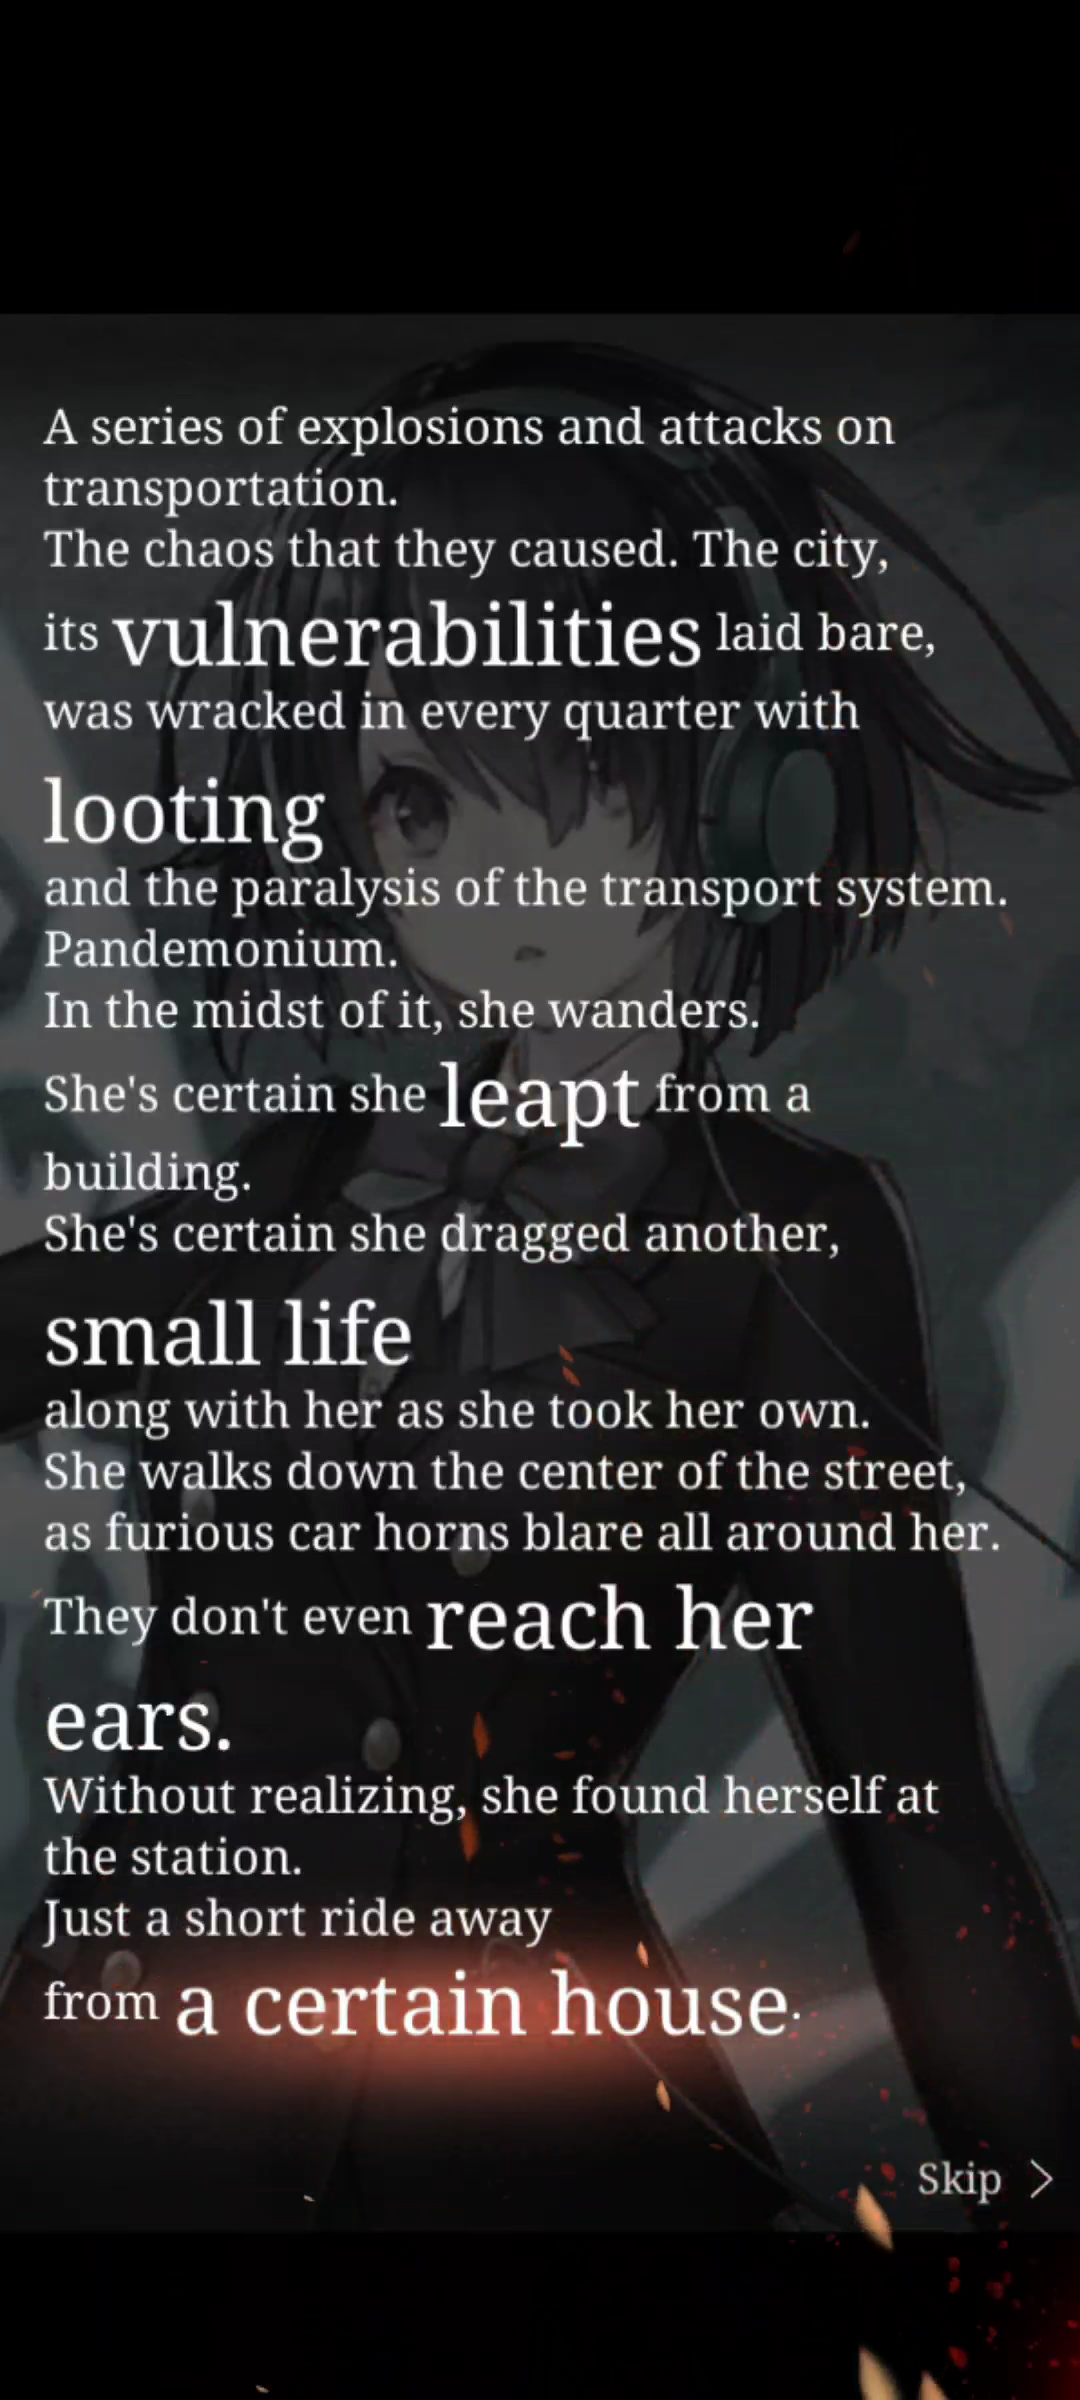 A series of explosions and attacks on
transportation.
The chaos that they caused. The city,
its vulnerabilities laid bare,
was wracked in every quarter with
looting
and the paralysis of the transport system.
Pandemonium.
In the midst of it, she wanders.
She's certain she leapt from a
building.
She's certain she dragged another,
small life
along with her as she took her own.
She walks down the center of the street,
as furious car horns blare all around her.
They don't even reach her
ears.
Without realizing, she found herself at
the station.
Just a short ride away
from a certain house.
Skip >